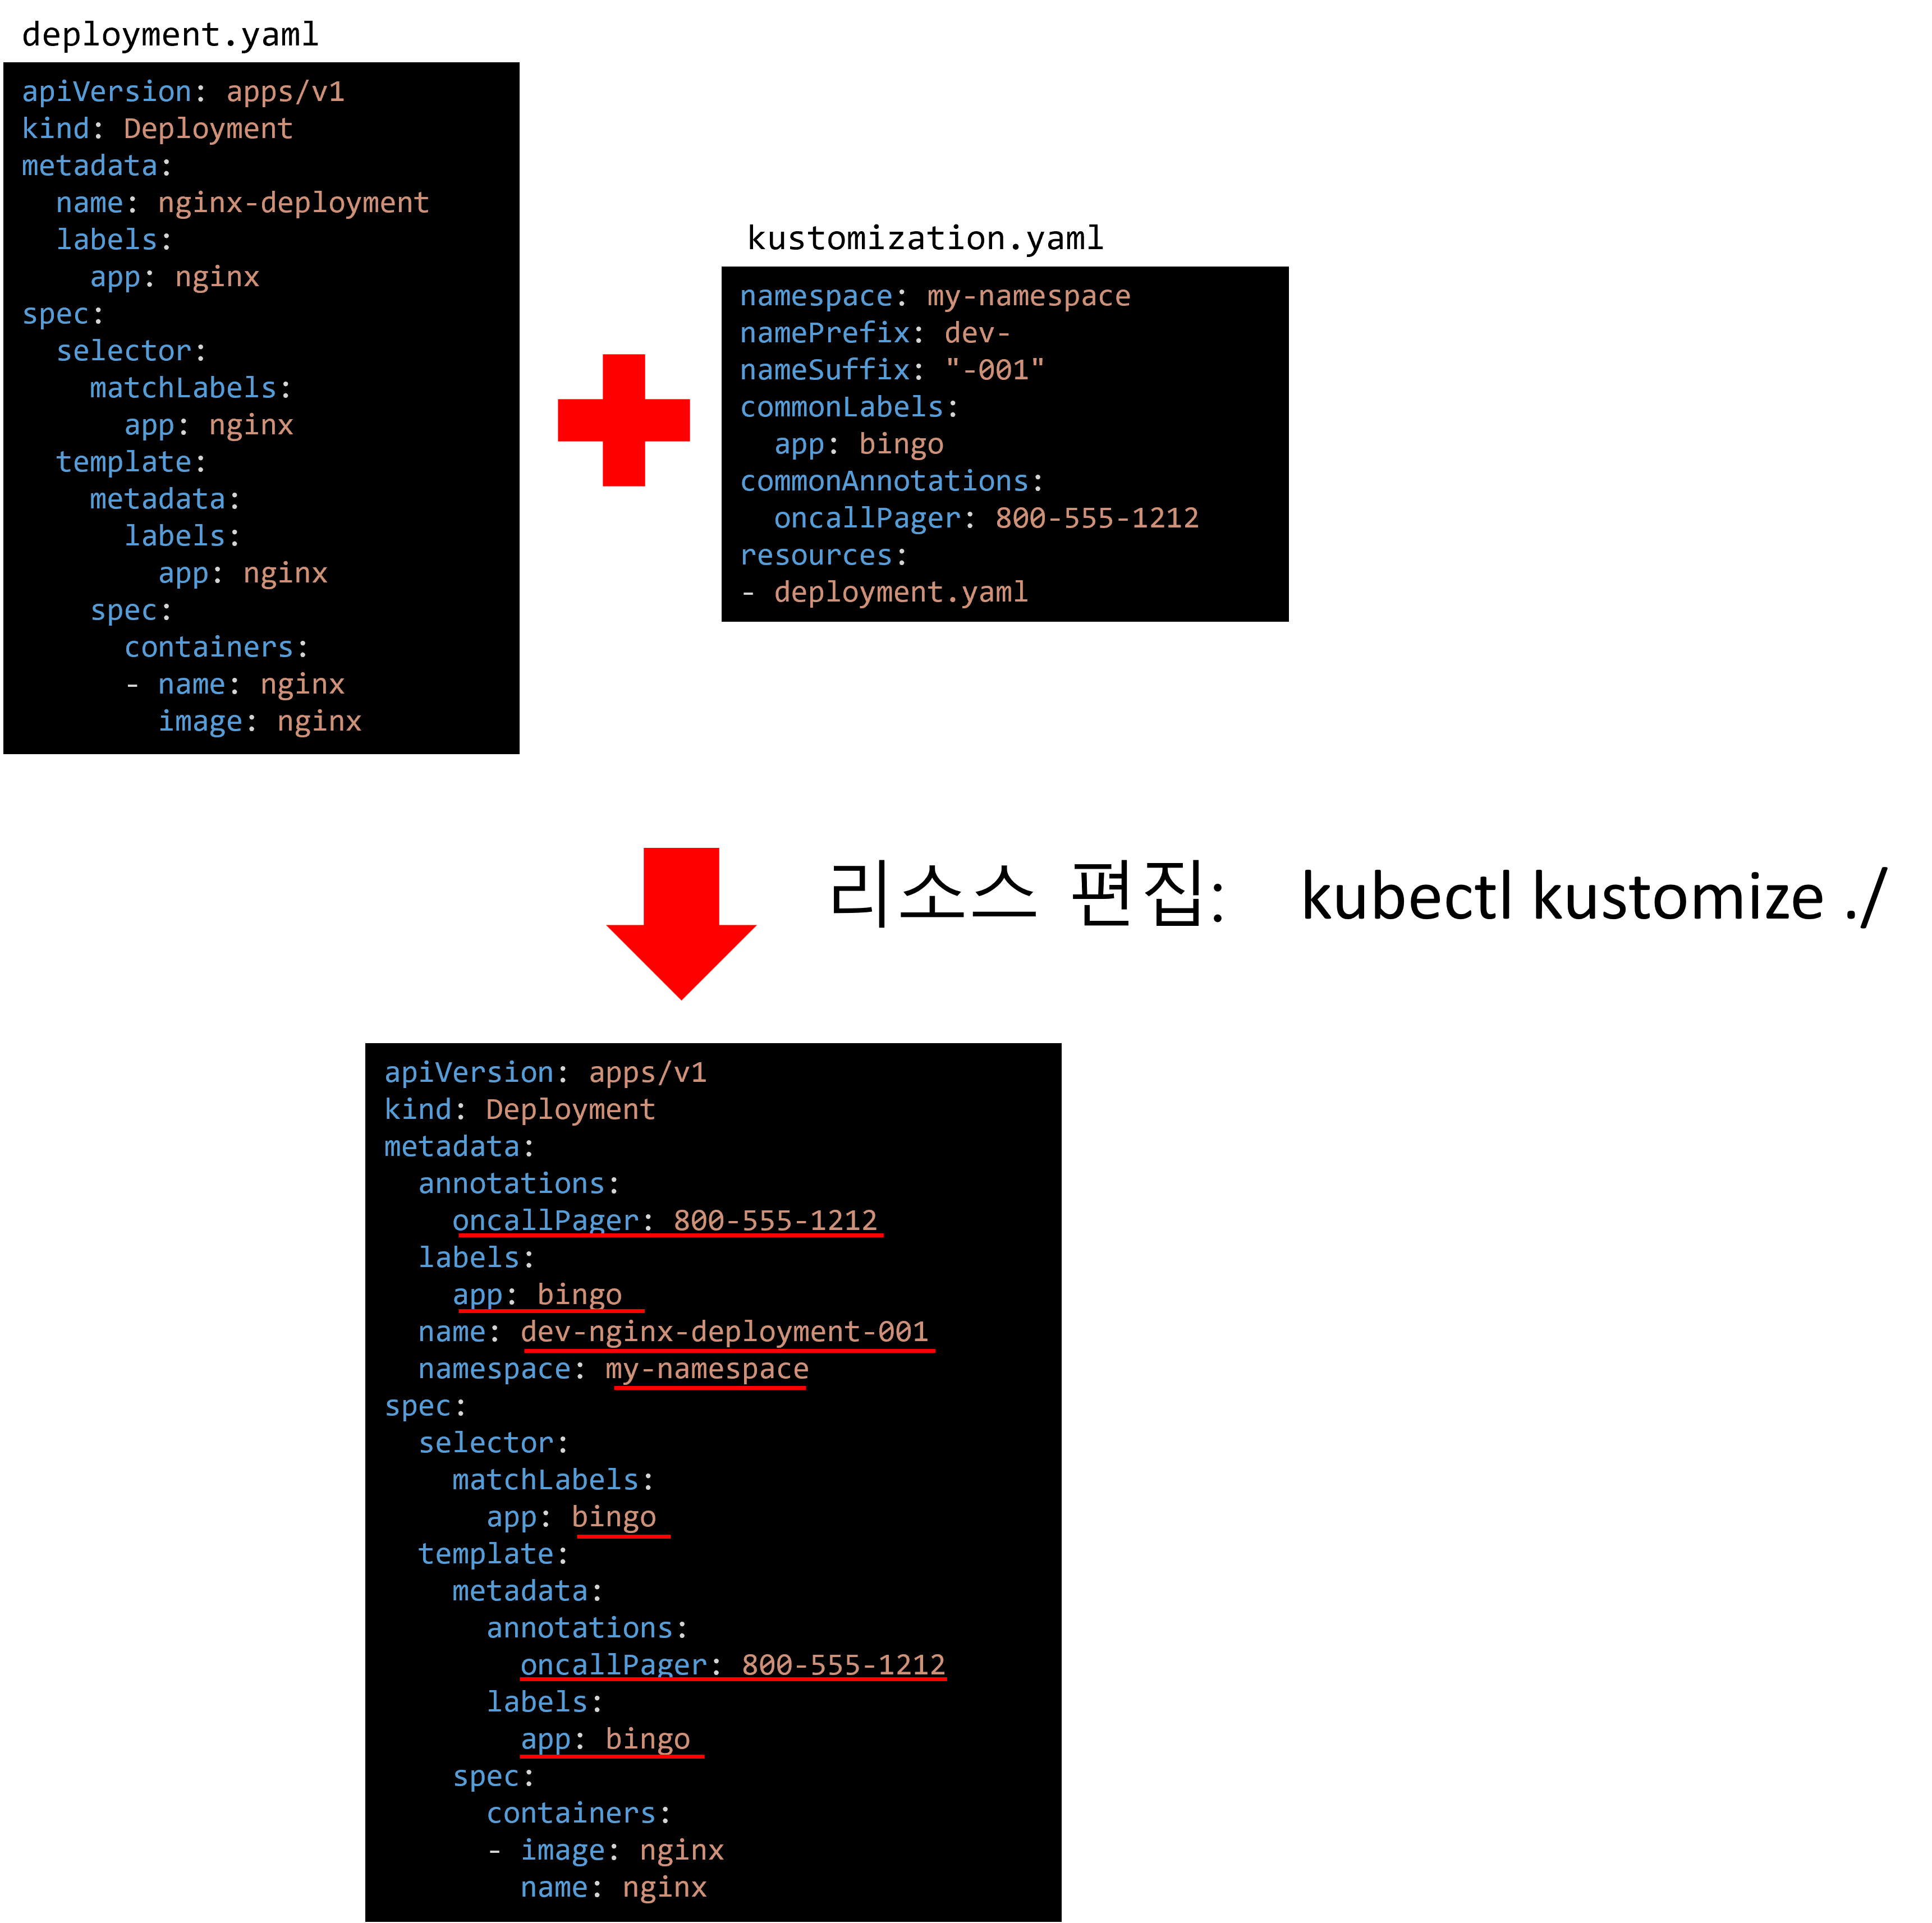 deployment.yaml
apiVersion: apps/v1
kind: Deployment
metadata:
  name: nginx-deployment
  labels:
    app: nginx
spec:
  selector:
    matchLabels:
      app: nginx
  template:
    metadata:
      labels:
        app: nginx
    spec:
      containers:
      - name: nginx
        image: nginx
kustomization.yaml
namespace: my-namespace
namePrefix: dev-
nameSuffix: "-001"
commonLabels:
  app: bingo
commonAnnotations:
  oncallPager: 800-555-1212
resources:
- deployment.yaml
리소스 편집: kubectl kustomize ./
apiVersion: apps/v1
kind: Deployment
metadata:
  annotations:
    oncallPager: 800-555-1212
  labels:
    app: bingo
  name: dev-nginx-deployment-001
  namespace: my-namespace
spec:
  selector:
    matchLabels:
      app: bingo
  template:
    metadata:
      annotations:
        oncallPager: 800-555-1212
      labels:
        app: bingo
    spec:
      containers:
      - image: nginx
        name: nginx